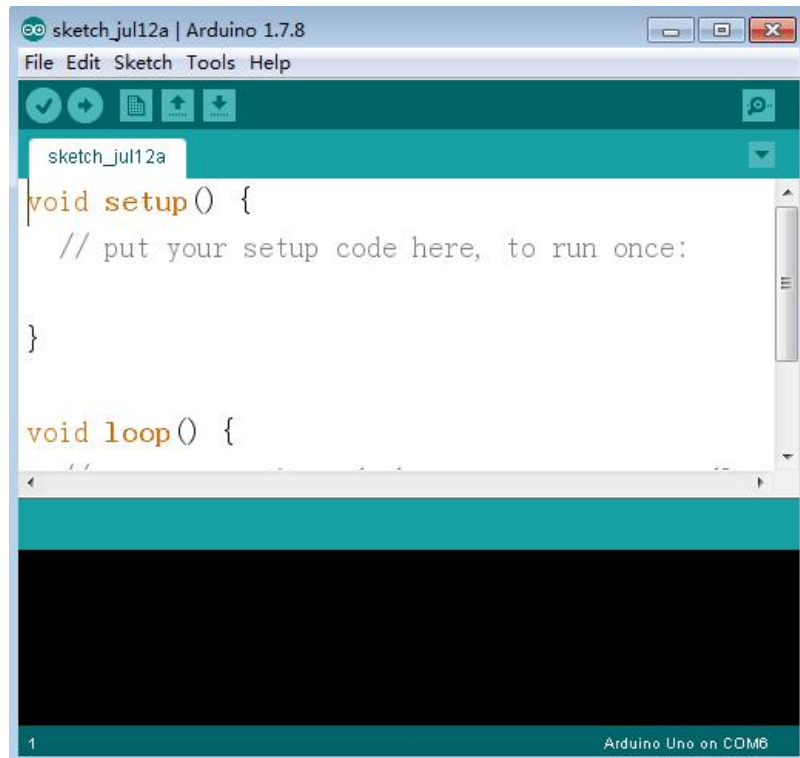 sketch_jul12a | Arduino 1.7.8
File Edit Sketch Tools Help
sketch_jul12a
void setup() {
// put your setup code here, to run once:
}
void loop() {
//
1
Arduino Uno on COM6